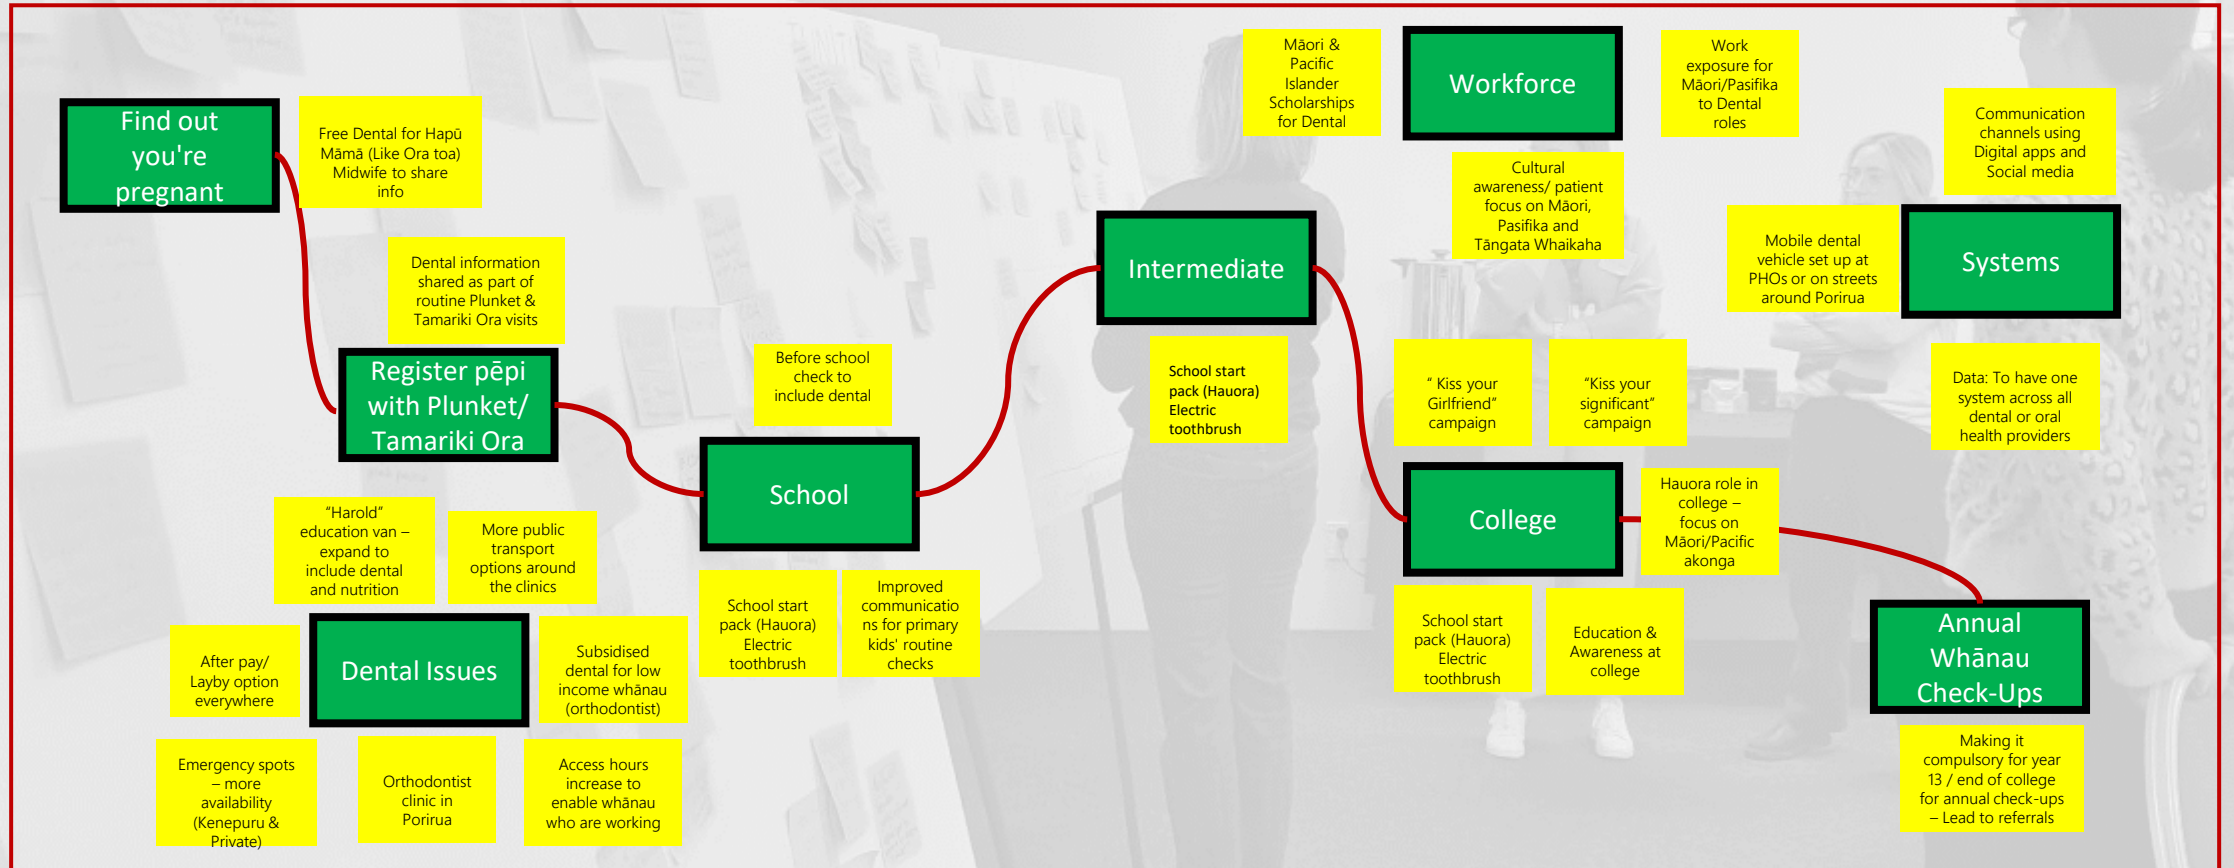 Find out
you're
pregnant
Free Dental for Hapū
Māmā (Like Ora toa)
Midwife to share
info
Dental information
shared as part of
routine Plunket &
Tamariki Ora visits
Register pēpi
with Plunket/
Tamariki Ora
"Harold"
education van –
expand to
include dental
and nutrition
More public
transport
options around
the clinics
After pay/
Layby option
everywhere
Dental Issues
Subsidised
dental for low
income whānau
(orthodontist)
Emergency spots
– more
availability
(Kenepuru &
Private)
Orthodontist
clinic in
Porirua
Access hours
increase to
enable whānau
who are working
Before school
check to
include dental
School
School start
pack (Hauora)
Electric
toothbrush
Improved
communicatio
ns for primary
kids' routine
checks
Intermediate
School start
pack (Hauora)
Electric
toothbrush
Māori &
Pacific
Islander
Scholarships
for Dental
Workforce
Work
exposure for
Māori/Pasifika
to Dental
roles
Cultural
awareness/ patient
focus on Māori,
Pasifika and
Tāngata Whaikaha
" Kiss your
Girlfriend"
campaign
"Kiss your
significant"
campaign
College
Hauora role in
college –
focus on
Māori/Pacific
akonga
School start
pack (Hauora)
Electric
toothbrush
Education &
Awareness at
college
Communication
channels using
Digital apps and
Social media
Mobile dental
vehicle set up at
PHOs or on streets
around Porirua
Systems
Data: To have one
system across all
dental or oral
health providers
Annual
Whānau
Check-Ups
Making it
compulsory for year
13 / end of college
for annual check-ups
– Lead to referrals